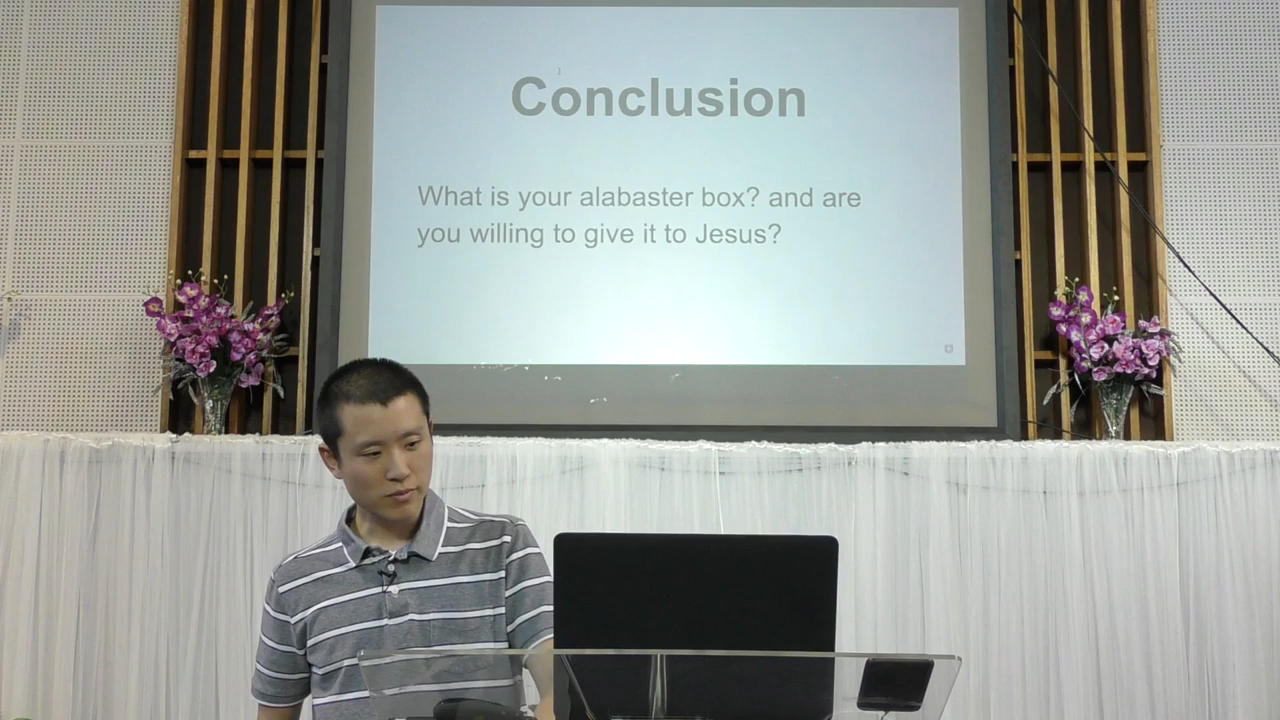 Conclusion
What is your alabaster box? and are
you willing to give it to Jesus?